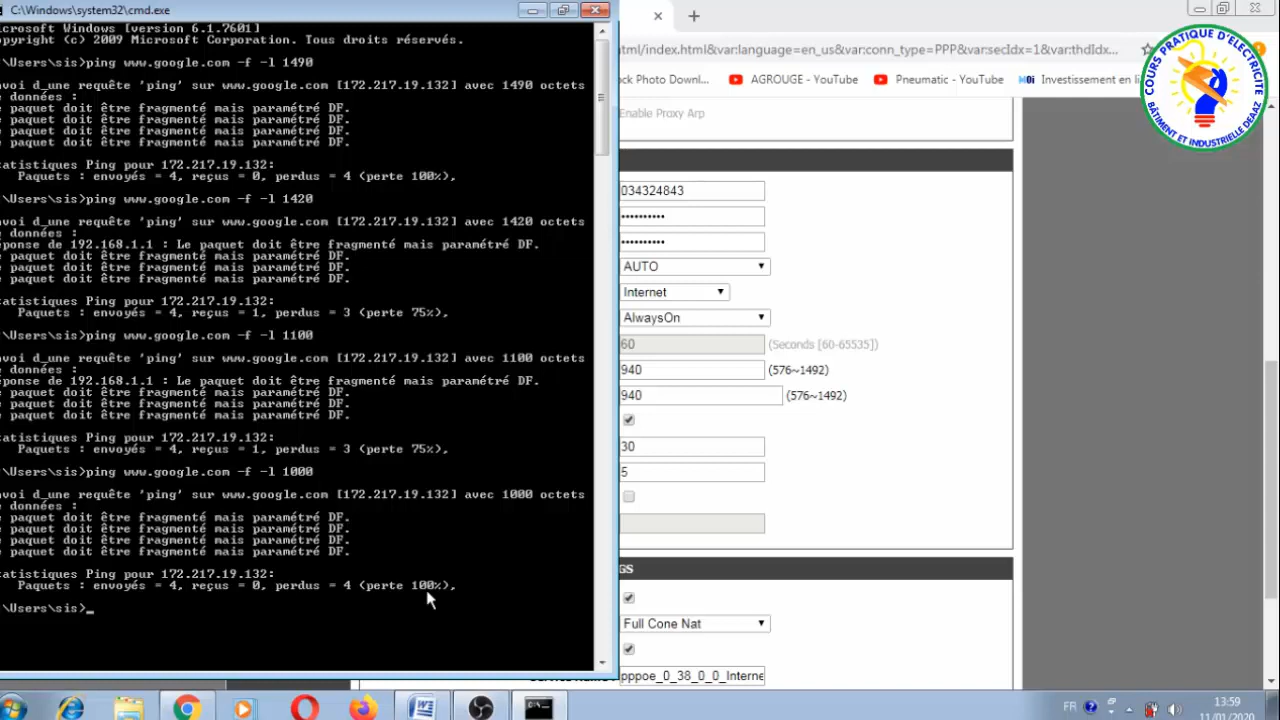 C:\Windows\system32\cmd.exe
icrosoft Windows [version 6.1.7601]
opyright (c) 2009 Microsoft Corporation. Tous droits réservés.
\Users\sis>ping www.google.com -f -l 1490
nvoi d_une requête 'ping' sur www.google.com [172.217.19.132] avec 1490 octets
e données :
paquet doit être fragmenté mais paramétré DF.
paquet doit être fragmenté mais paramétré DF.
paquet doit être fragmenté mais paramétré DF.
paquet doit être fragmenté mais paramétré DF.
tatistiques Ping pour 172.217.19.132:
Paquets : envoyés = 4, reçus = 0, perdus = 4 (perte 100%),
\Users\sis>ping www.google.com -f -l 1420
nvoi d_une requête 'ping' sur www.google.com [172.217.19.132] avec 1420 octets
e données :
éponse de 192.168.1.1 : Le paquet doit être fragmenté mais paramétré DF.
paquet doit être fragmenté mais paramétré DF.
paquet doit être fragmenté mais paramétré DF.
paquet doit être fragmenté mais paramétré DF.
tatistiques Ping pour 172.217.19.132:
Paquets : envoyés = 4, reçus = 1, perdus = 3 (perte 75%),
\Users\sis>ping www.google.com -f -l 1100
nvoi d_une requête 'ping' sur www.google.com [172.217.19.132] avec 1100 octets
e données :
éponse de 192.168.1.1 : Le paquet doit être fragmenté mais paramétré DF.
paquet doit être fragmenté mais paramétré DF.
paquet doit être fragmenté mais paramétré DF.
paquet doit être fragmenté mais paramétré DF.
tatistiques Ping pour 172.217.19.132:
Paquets : envoyés = 4, reçus = 1, perdus = 3 (perte 75%),
\Users\sis>ping www.google.com -f -l 1000
nvoi d_une requête 'ping' sur www.google.com [172.217.19.132] avec 1000 octets
e données :
paquet doit être fragmenté mais paramétré DF.
paquet doit être fragmenté mais paramétré DF.
paquet doit être fragmenté mais paramétré DF.
paquet doit être fragmenté mais paramétré DF.
tatistiques Ping pour 172.217.19.132:
Paquets : envoyés = 4, reçus = 0, perdus = 4 (perte 100%),
\Users\sis>_
html/index.html&var:language=en_us&var:conn_type=PPP&var:secIdx=1&var:thdIdx...
ock Photo Downl... AGROUGE - YouTube Pneumatic - YouTube Investissement en li
COURS PRATIQUE D'ÉLECTRICITÉ
BÂTIMENT ET INDUSTRIELLE DEAAZ
Enable Proxy Arp
034324843
••••••••••
••••••••••
AUTO
Internet
AlwaysOn
60 (Seconds [60-65535])
940 (576~1492)
940 (576~1492)
30
5
GS
Full Cone Nat
pppoe_0_38_0_0_Interne
FR
13:59
11/01/2020